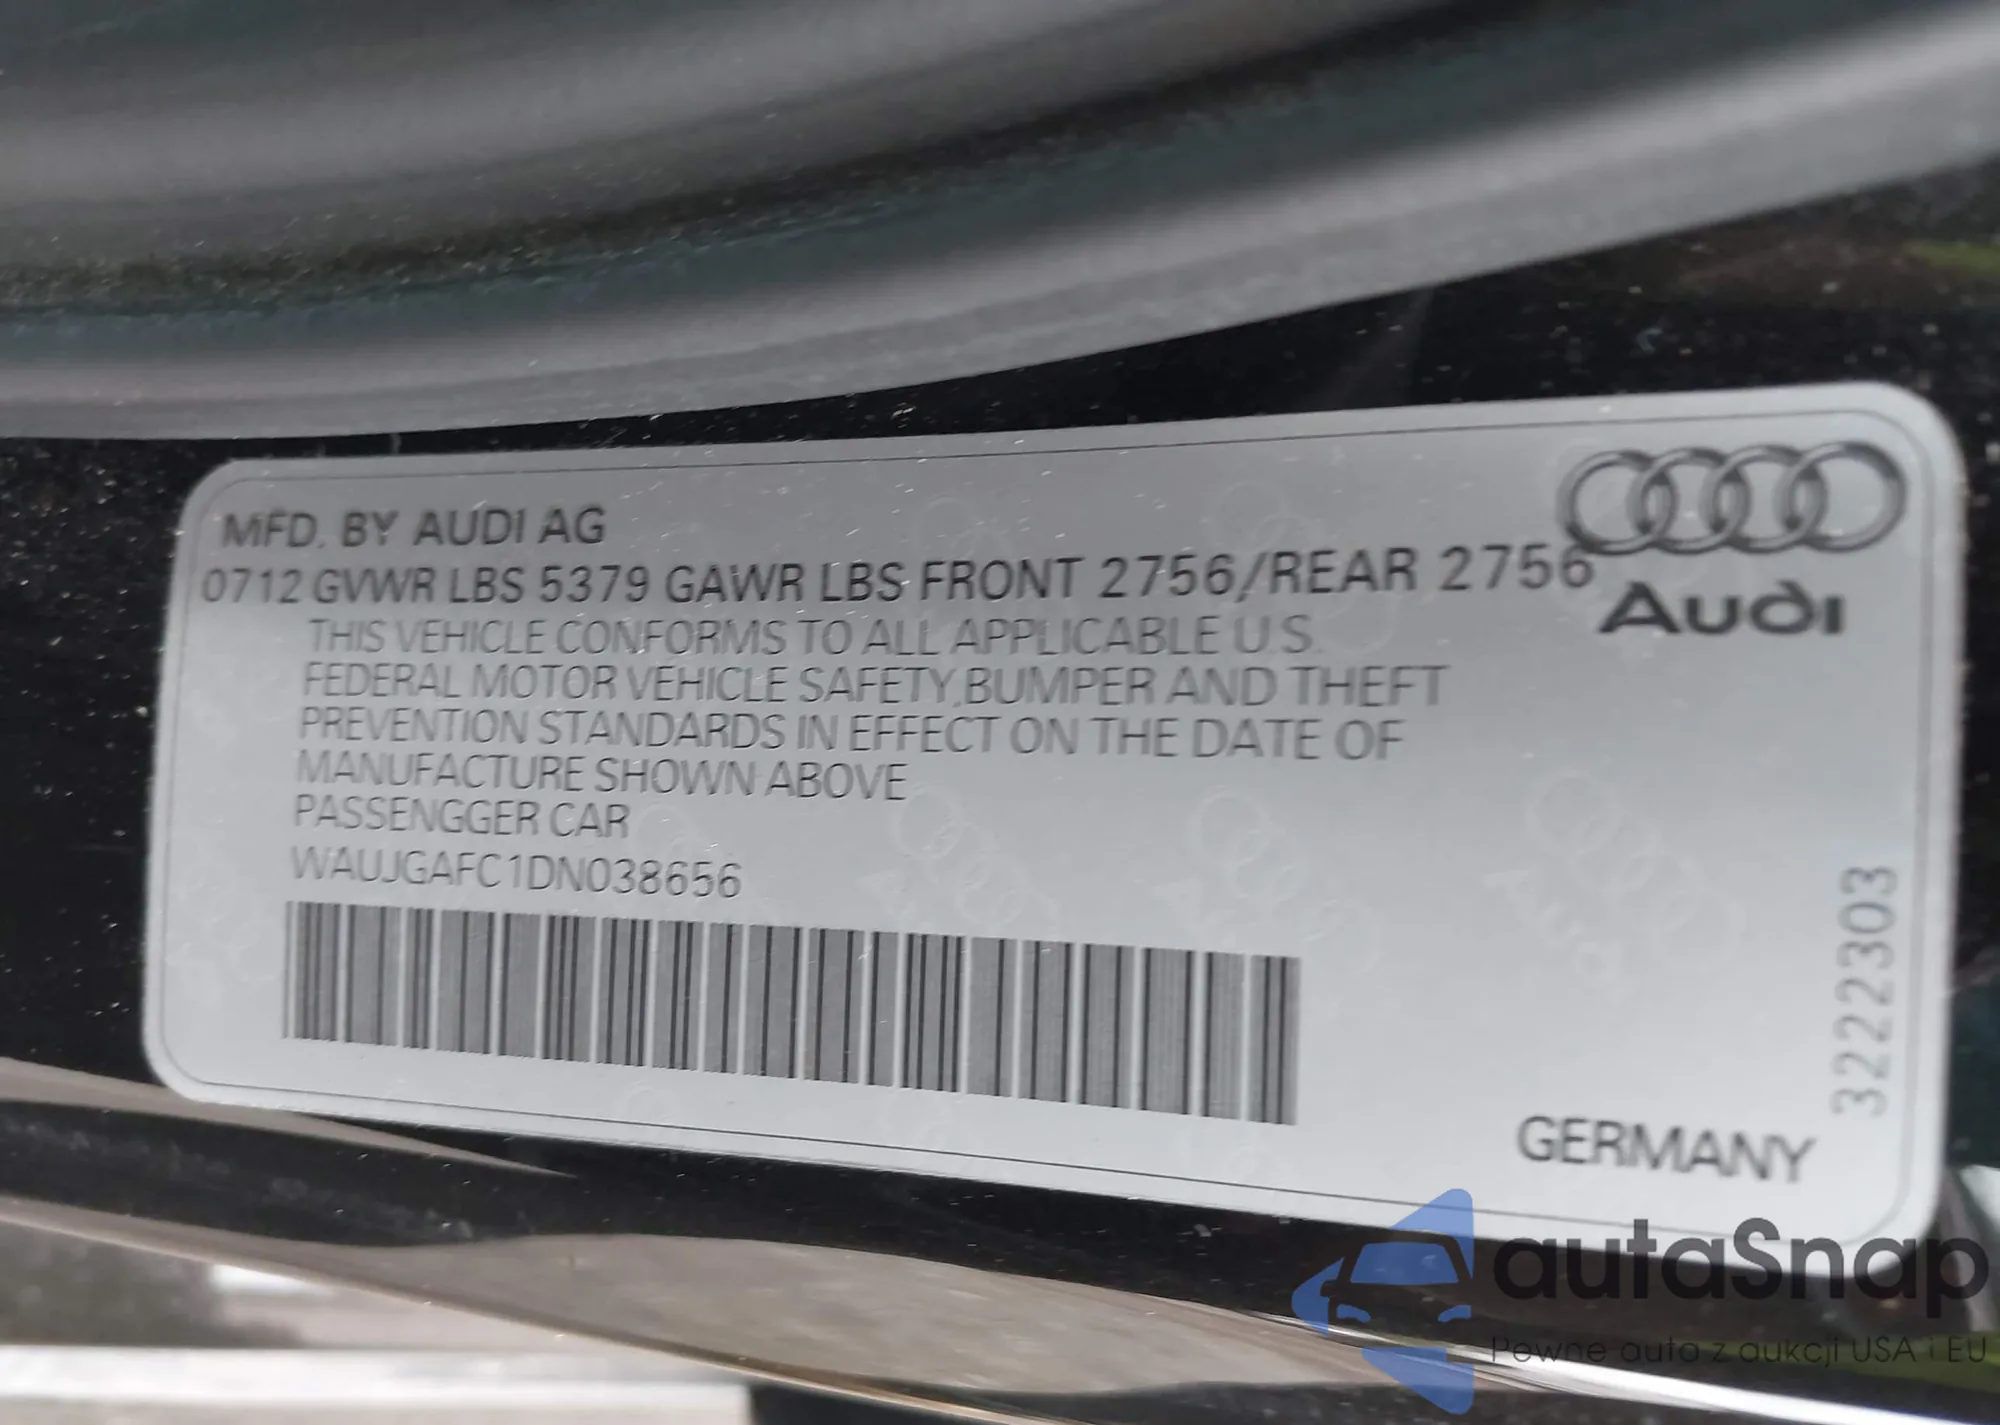 MFD. BY AUDI AG
0712 GVWR LBS 5379 GAWR LBS FRONT 2756/REAR 2756
Audi
THIS VEHICLE CONFORMS TO ALL APPLICABLE U.S.
FEDERAL MOTOR VEHICLE SAFETY,BUMPER AND THEFT
PREVENTION STANDARDS IN EFFECT ON THE DATE OF
MANUFACTURE SHOWN ABOVE
PASSENGGER CAR
WAUJGAFC1DN038656
3222303
GERMANY
autaSnap
Pewne auta z aukcji USA i EU